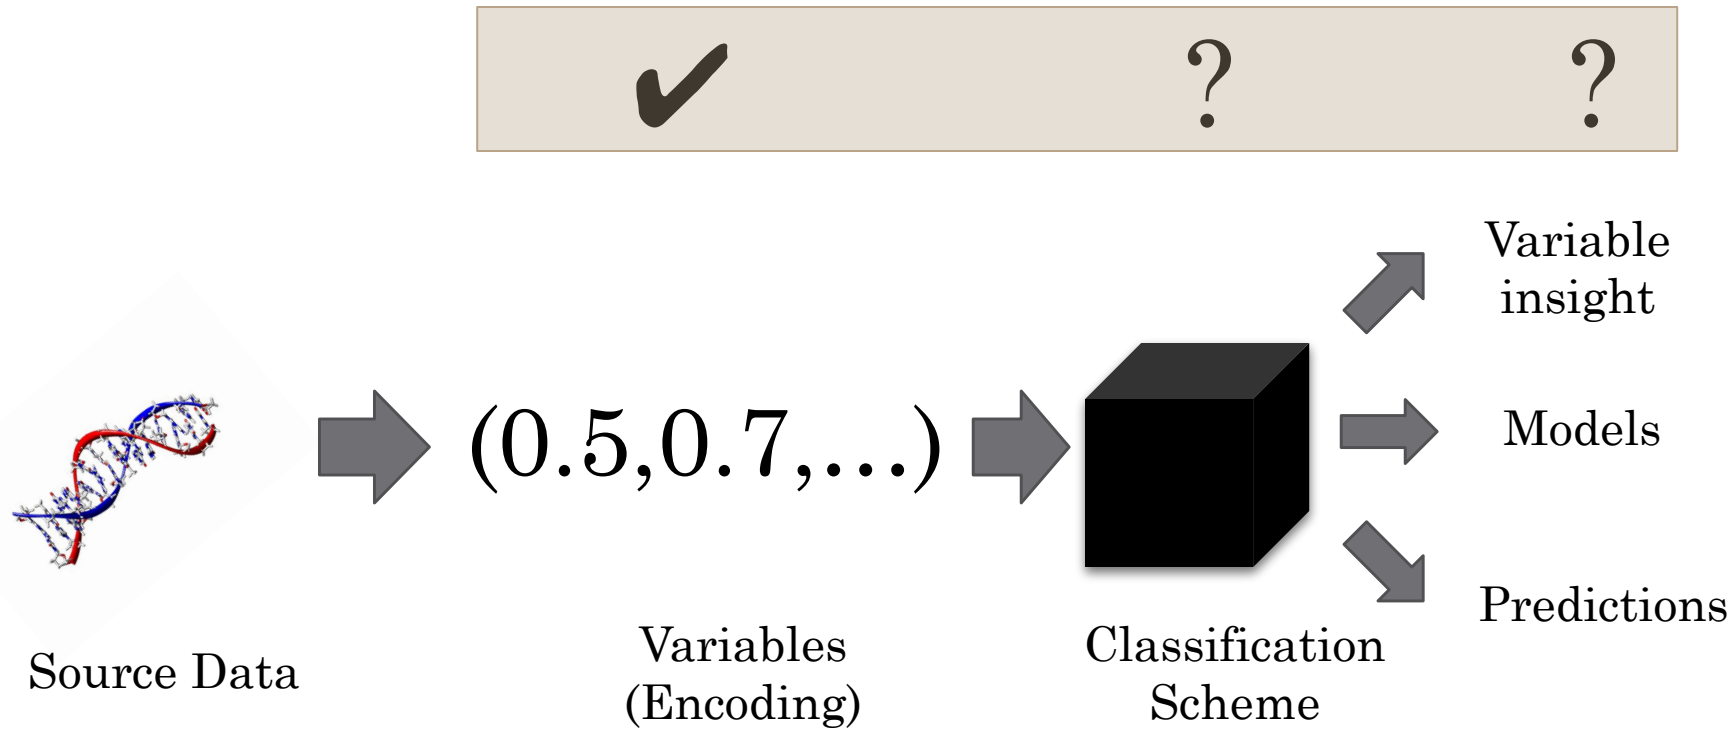 ✔ ? ?
Variable
insight
(0.5,0.7,...)
Models
Predictions
Source Data
Variables
(Encoding)
Classification
Scheme